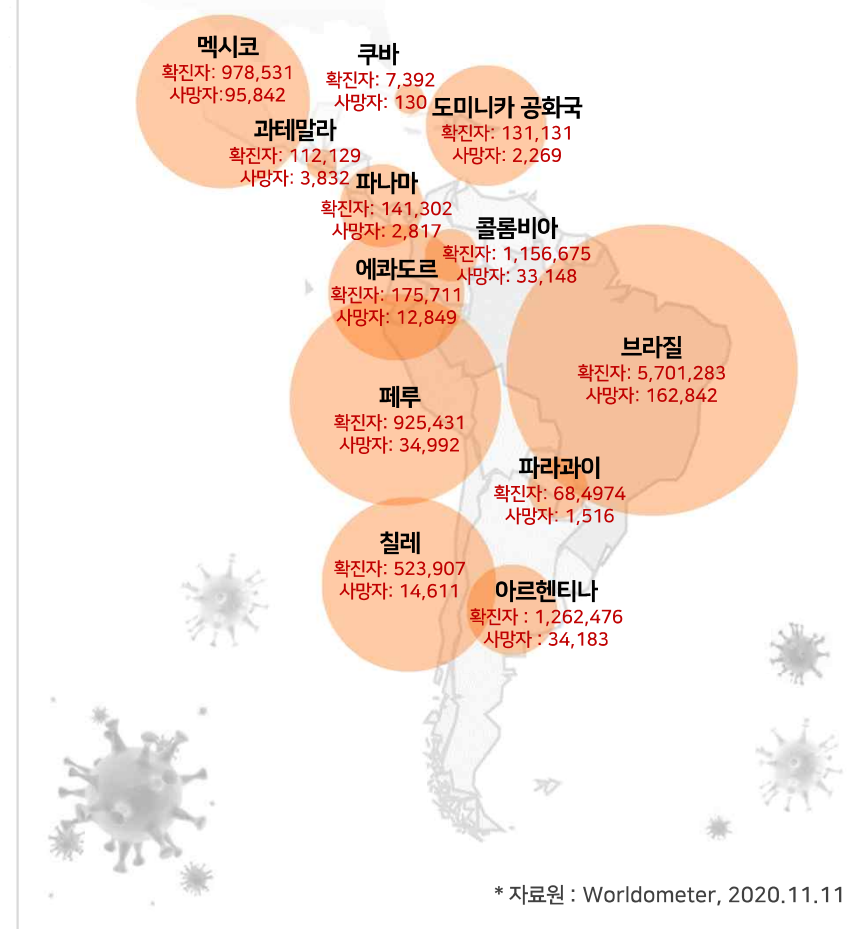 멕시코
확진자: 978,531
사망자:95,842
쿠바
확진자: 7,392
사망자: 130
도미니카 공화국
확진자: 131,131
사망자: 2,269
과테말라
확진자: 112,129
사망자: 3,832
파나마
확진자: 141,302
사망자: 2,817
콜롬비아
확진자: 1,156,675
사망자: 33,148
에콰도르
확진자: 175,711
사망자: 12,849
브라질
확진자: 5,701,283
사망자: 162,842
페루
확진자: 925,431
사망자: 34,992
파라과이
확진자: 68,4974
사망자: 1,516
칠레
확진자: 523,907
사망자: 14,611
아르헨티나
확진자 : 1,262,476
사망자 : 34,183
* 자료원 : Worldometer, 2020.11.11